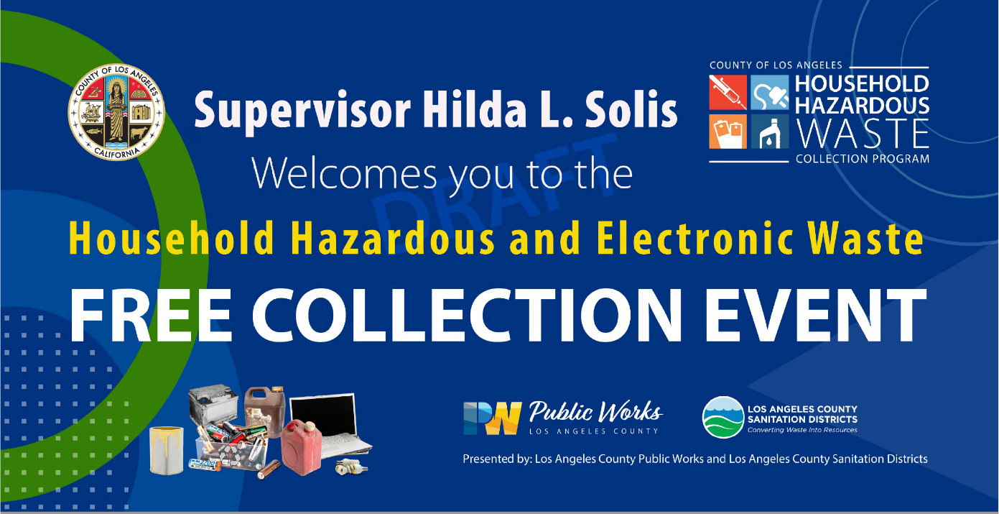 COUNTY OF LOS ANGELES
CALIFORNIA
Supervisor Hilda L. Solis
Welcomes you to the
DRAFT
COUNTY OF LOS ANGELES
HOUSEHOLD
HAZARDOUS
WASTE
COLLECTION PROGRAM
Household Hazardous and Electronic Waste
FREE COLLECTION EVENT
PW
Public Works
LOS ANGELES COUNTY
LOS ANGELES COUNTY
SANITATION DISTRICTS
Converting Waste Into Resources
Presented by: Los Angeles County Public Works and Los Angeles County Sanitation Districts